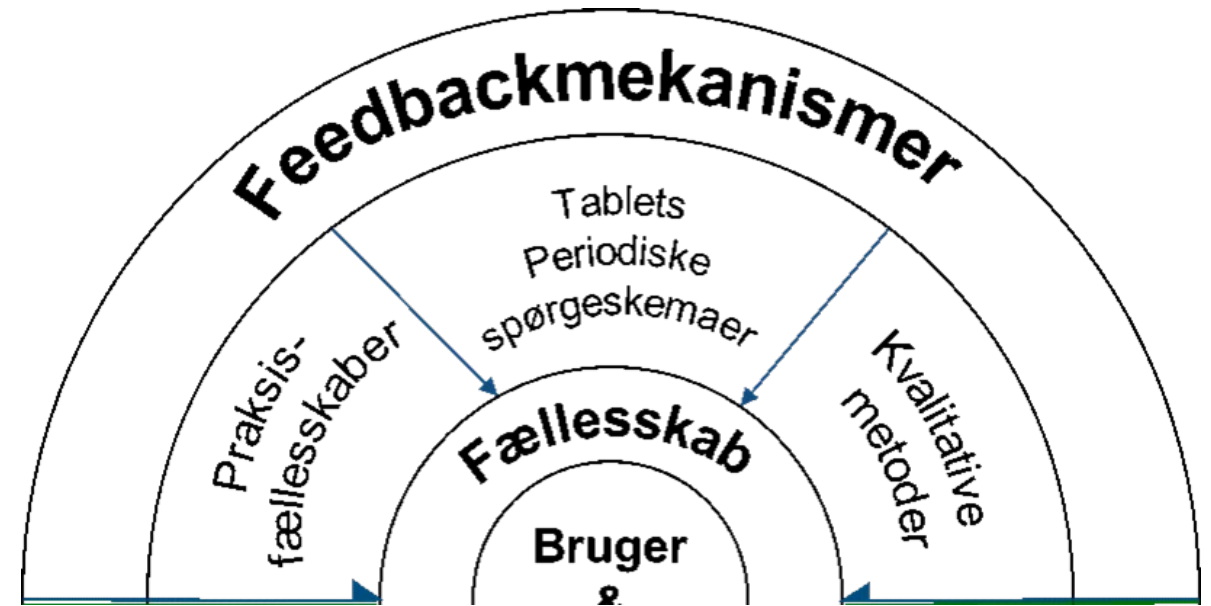 Feedbackmekanismer
Tablets
Periodiske
spørgeskemaer
Praksis-
fællesskaber
Kvalitative
metoder
Fællesskab
Bruger
&